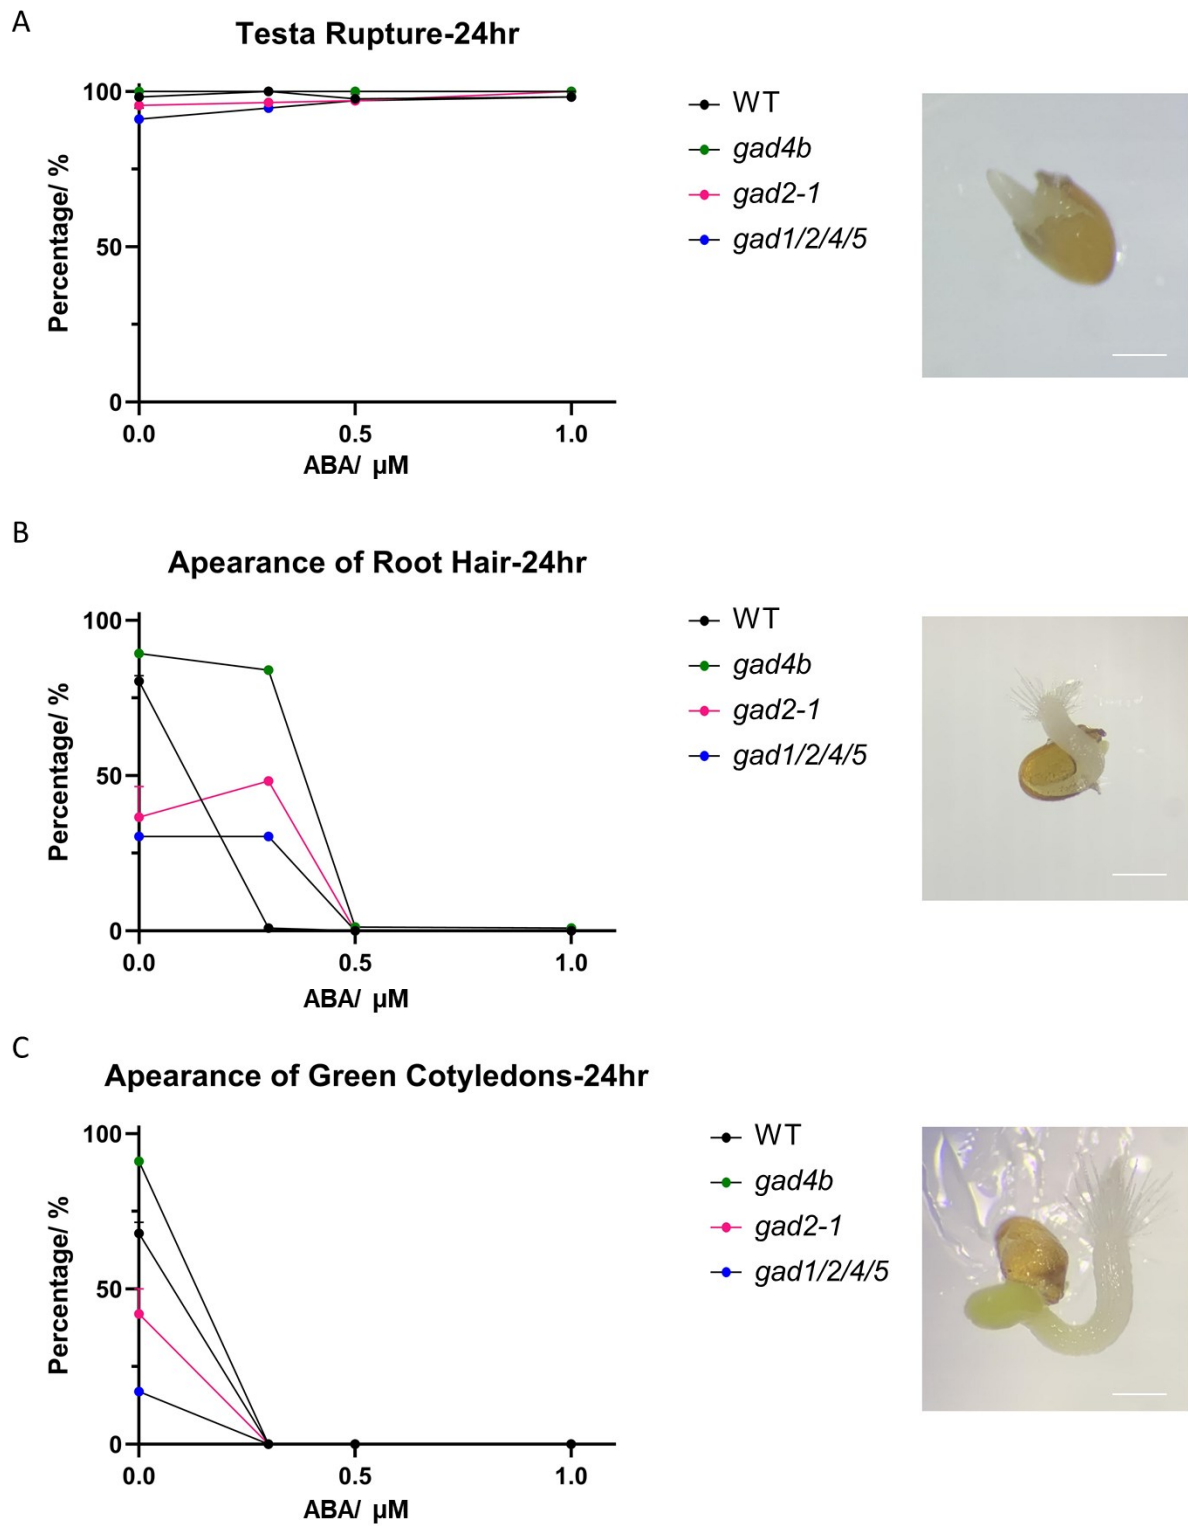 A
Testa Rupture-24hr
100
50
0
Percentage/ %
0.0
0.5
1.0
ABA/ µM
WT
gad4b
gad2-1
gad1/2/4/5
B
Apearance of Root Hair-24hr
100
50
0
Percentage/ %
0.0
0.5
1.0
ABA/ µM
WT
gad4b
gad2-1
gad1/2/4/5
C
Apearance of Green Cotyledons-24hr
100
50
0
Percentage/ %
0.0
0.5
1.0
ABA/ µM
WT
gad4b
gad2-1
gad1/2/4/5